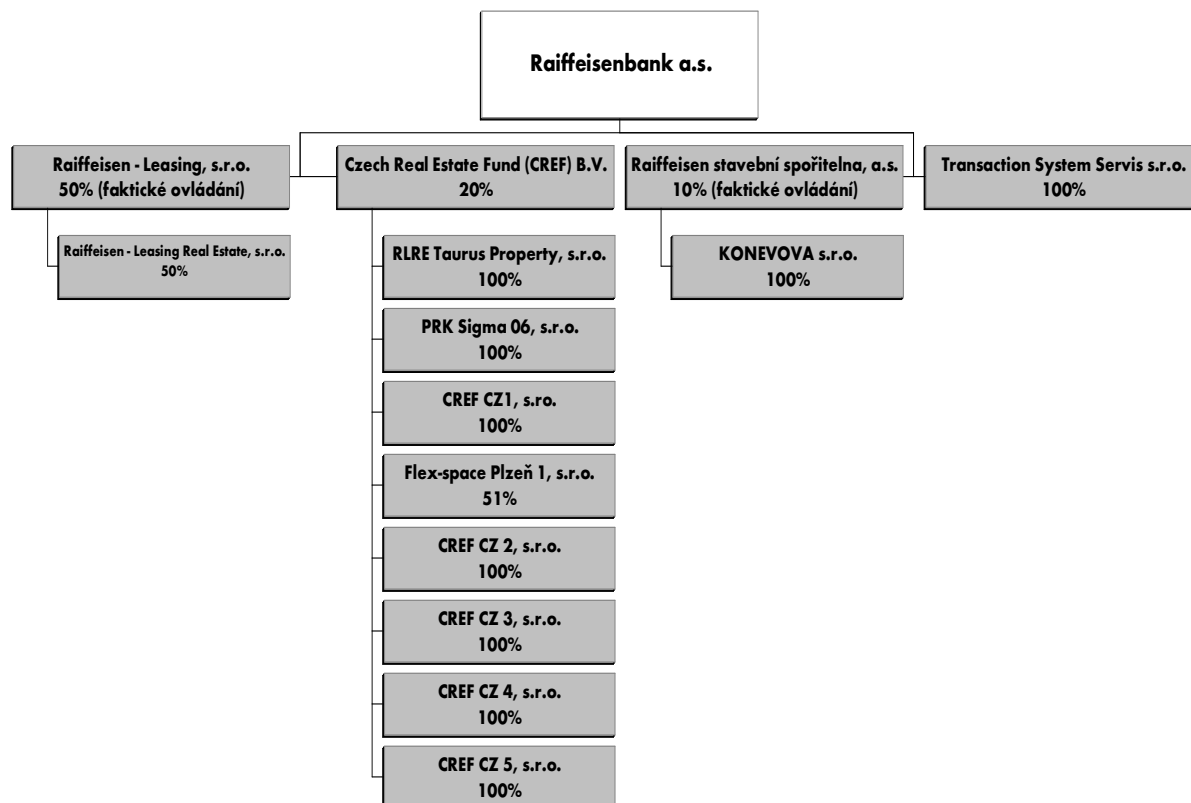 Raiffeisenbank a.s.
Raiffeisen - Leasing, s.r.o.
50% (faktické ovládání)
Czech Real Estate Fund (CREF) B.V.
20%
Raiffeisen stavební spořitelna, a.s.
10% (faktické ovládání)
Transaction System Servis s.r.o.
100%
Raiffeisen - Leasing Real Estate, s.r.o.
50%
RLRE Taurus Property, s.r.o.
100%
KONEVOVA s.r.o.
100%
PRK Sigma 06, s.r.o.
100%
CREF CZ1, s.ro.
100%
Flex-space Plzeň 1, s.r.o.
51%
CREF CZ 2, s.r.o.
100%
CREF CZ 3, s.r.o.
100%
CREF CZ 4, s.r.o.
100%
CREF CZ 5, s.r.o.
100%